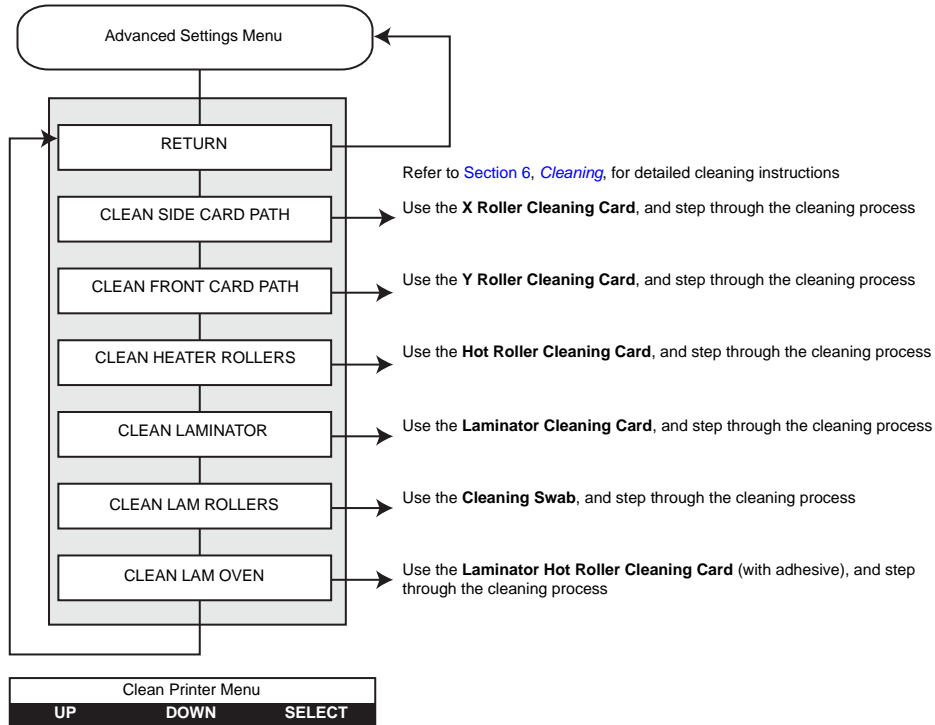 Advanced Settings Menu
RETURN
Refer to Section 6, Cleaning, for detailed cleaning instructions
CLEAN SIDE CARD PATH
Use the X Roller Cleaning Card, and step through the cleaning process
CLEAN FRONT CARD PATH
Use the Y Roller Cleaning Card, and step through the cleaning process
CLEAN HEATER ROLLERS
Use the Hot Roller Cleaning Card, and step through the cleaning process
CLEAN LAMINATOR
Use the Laminator Cleaning Card, and step through the cleaning process
CLEAN LAM ROLLERS
Use the Cleaning Swab, and step through the cleaning process
CLEAN LAM OVEN
Use the Laminator Hot Roller Cleaning Card (with adhesive), and step
through the cleaning process
Clean Printer Menu
UP DOWN SELECT